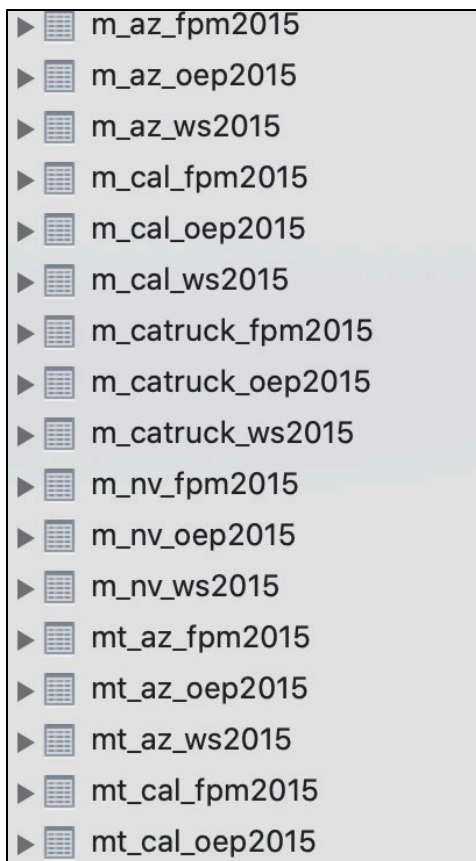 m_az_fpm2015
m_az_oep2015
m_az_ws2015
m_cal_fpm2015
m_cal_oep2015
m_cal_ws2015
m_catruck_fpm2015
m_catruck_oep2015
m_catruck_ws2015
m_nv_fpm2015
m_nv_oep2015
m_nv_ws2015
mt_az_fpm2015
mt_az_oep2015
mt_az_ws2015
mt_cal_fpm2015
mt_cal_oep2015